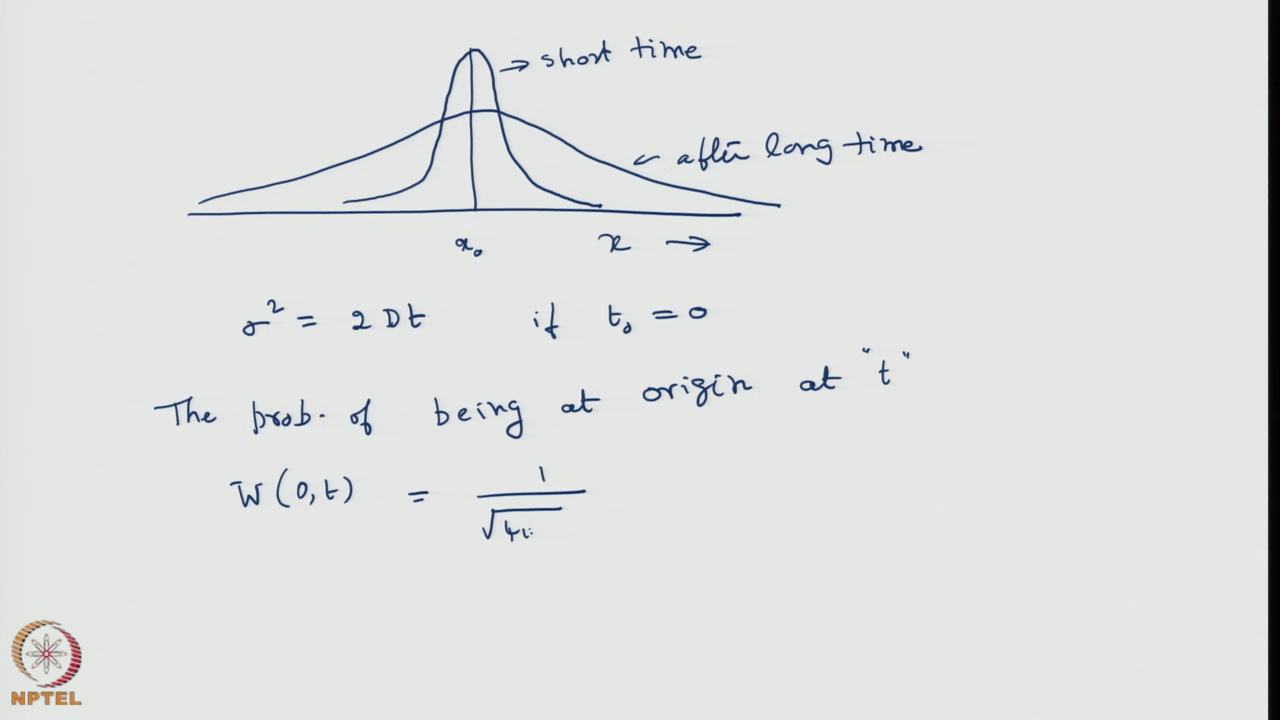 → short time
← after long time
x₀ x →
σ² = 2Dt if t₀ = 0
The prob. of being at origin at "t"
W(0,t) = 1/√4
NPTEL